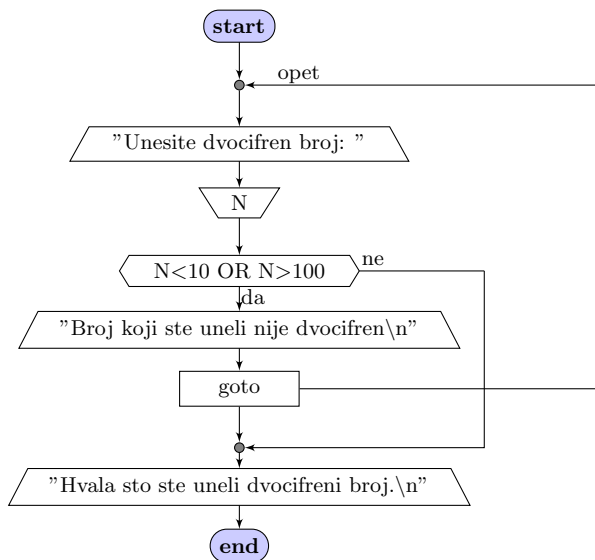 start
opet
"Unesite dvocifren broj: "
N
N<10 OR N>100
ne
da
"Broj koji ste uneli nije dvocifren\n"
goto
"Hvala sto ste uneli dvocifreni broj.\n"
end